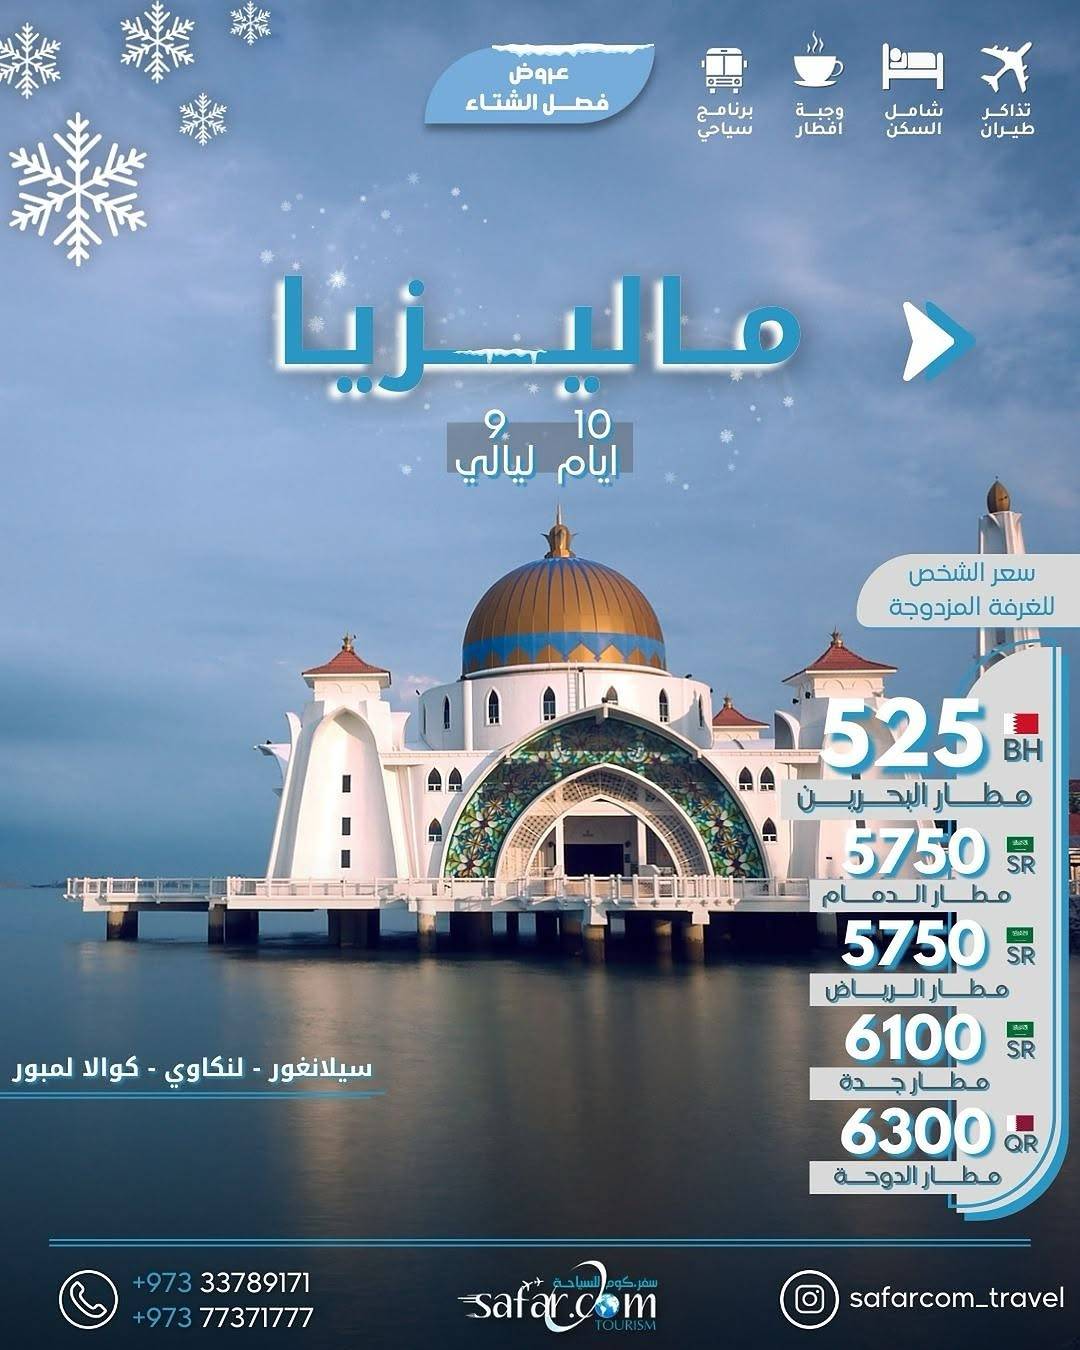 عروض
فصل الشتاء
تذاكر
طيران
شامل
السكن
وجبة
افطار
برنامج
سياحي
ماليزيا
10 9
ايام ليالي
سعر الشخص
للغرفة المزدوجة
525 BH
مطار البحرين
5750 SR
مطار الدمام
5750 SR
مطار الرياض
6100 SR
مطار جدة
6300 QR
مطار الدوحة
سيلانغور - لنكاوي - كوالا لمبور
+973 33789171
+973 77371777
سفر.كوم للسياحة
safar.com
TOURISM
safarcom_travel